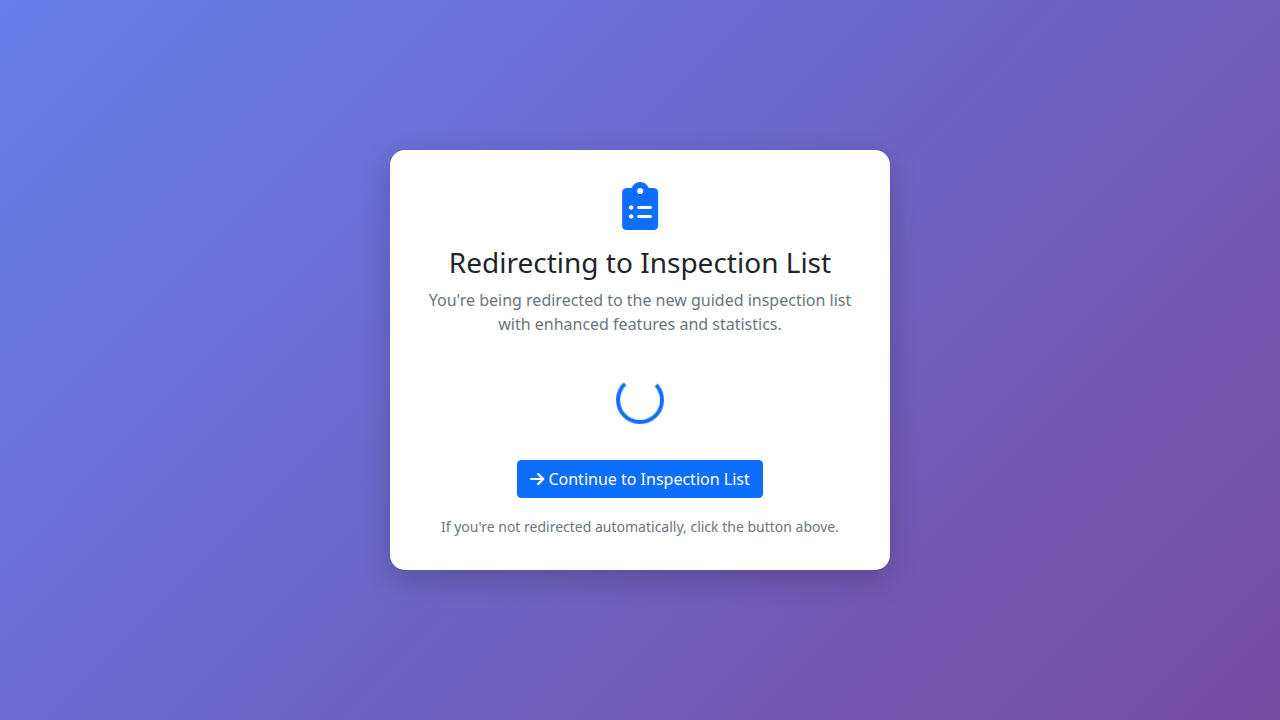 Redirecting to Inspection List
You're being redirected to the new guided inspection list
with enhanced features and statistics.
Continue to Inspection List
If you're not redirected automatically, click the button above.